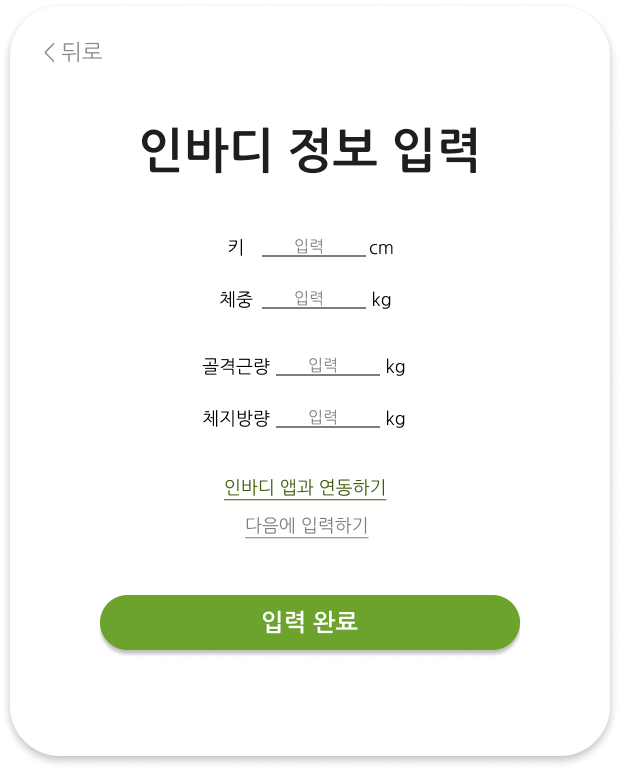 < 뒤로
인바디 정보 입력
키 입력 cm
체중 입력 kg
골격근량 입력 kg
체지방량 입력 kg
인바디 앱과 연동하기
다음에 입력하기
입력 완료